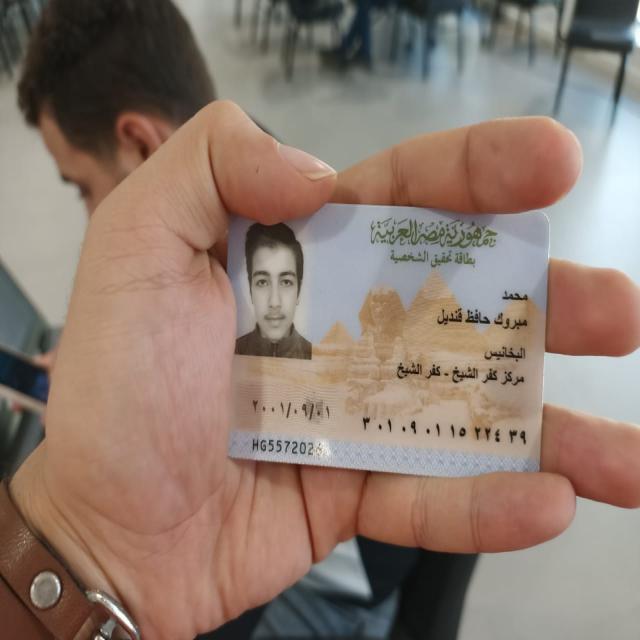 جمهورية مصر العربية
بطاقة تحقيق الشخصية
محمد
مبروك حافظ قنديل
البخانيس
مركز كفر الشيخ - كفر الشيخ
٢٠٠١/٠٩/٠١
٣٠١٠٩٠١١٥٢٢٤٣٩